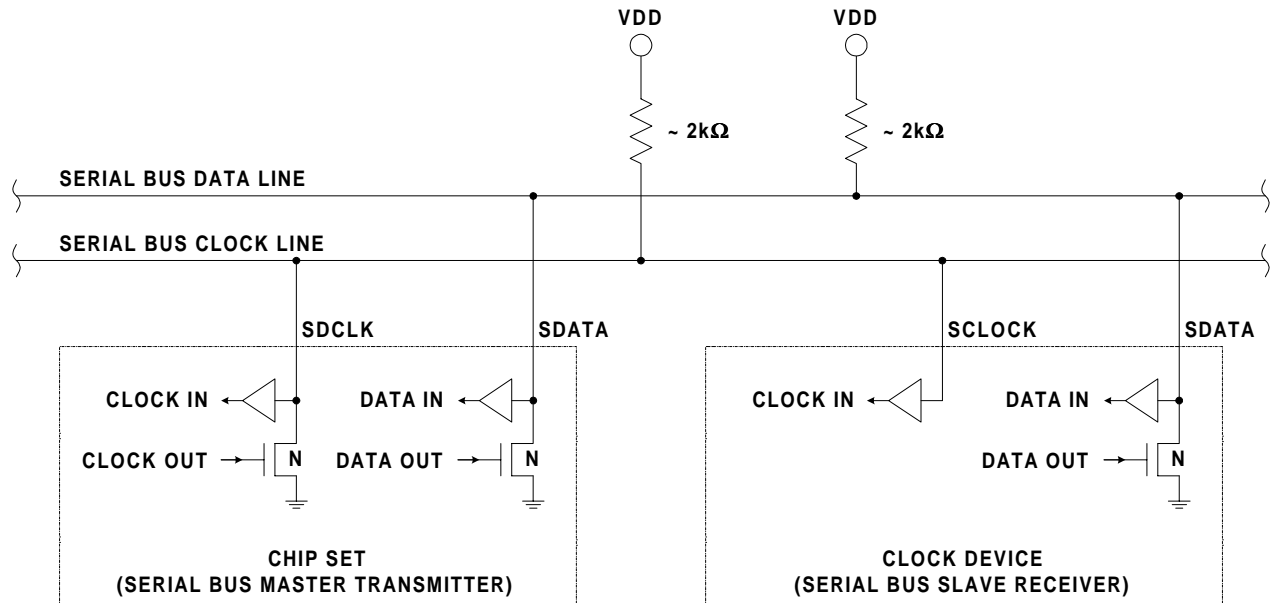 VDD VDD
~ 2kΩ ~ 2kΩ
SERIAL BUS DATA LINE
SERIAL BUS CLOCK LINE
SDCLK SDATA SCLOCK SDATA
CLOCK IN DATA IN CLOCK IN DATA IN
CLOCK OUT N DATA OUT N DATA OUT N
CHIP SET
(SERIAL BUS MASTER TRANSMITTER)
CLOCK DEVICE
(SERIAL BUS SLAVE RECEIVER)